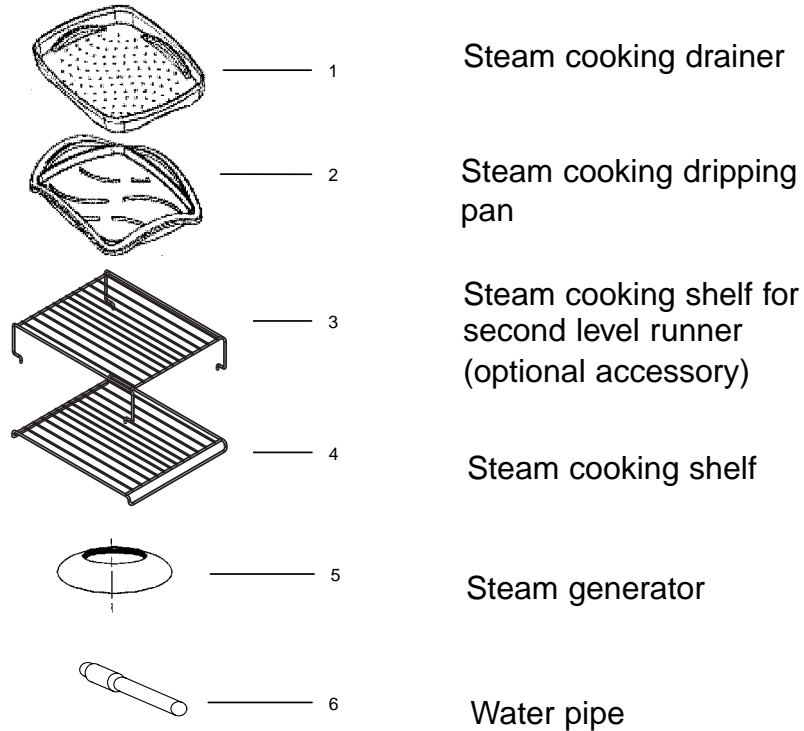 1 Steam cooking drainer
2 Steam cooking dripping
pan
3 Steam cooking shelf for
second level runner
(optional accessory)
4 Steam cooking shelf
5 Steam generator
6 Water pipe